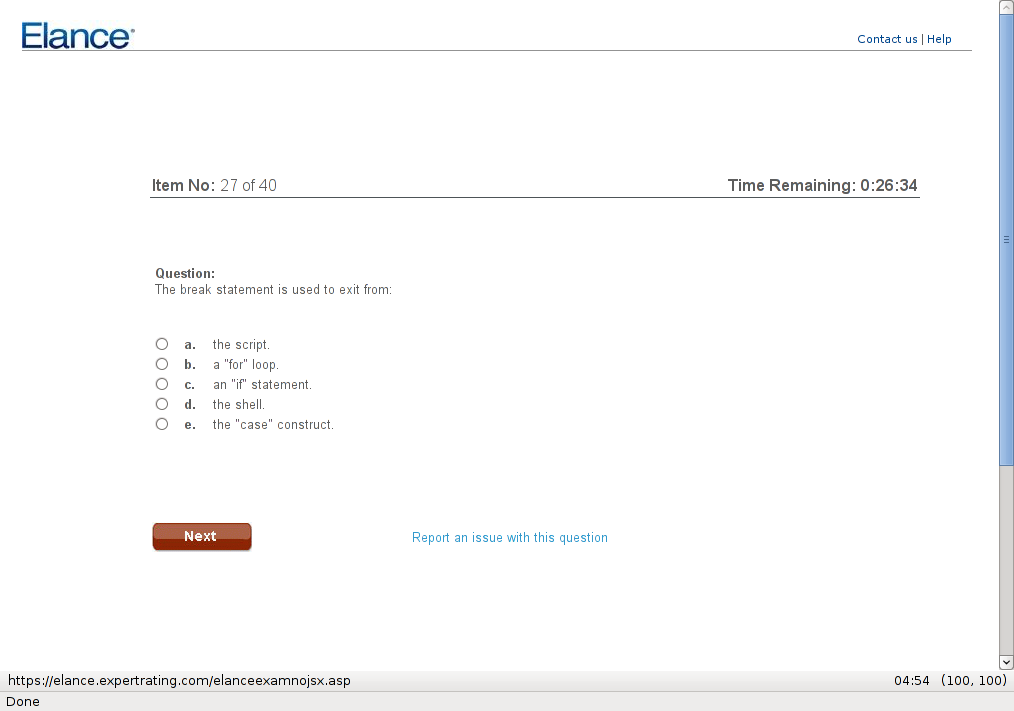 Elance
Contact us | Help
Item No: 27 of 40
Time Remaining: 0:26:34
Question:
The break statement is used to exit from:
a. the script.
b. a "for" loop.
c. an "if" statement.
d. the shell.
e. the "case" construct.
Next
Report an issue with this question
https://elance.expertrating.com/elanceexamnojsx.asp
04:54 (100, 100)
Done